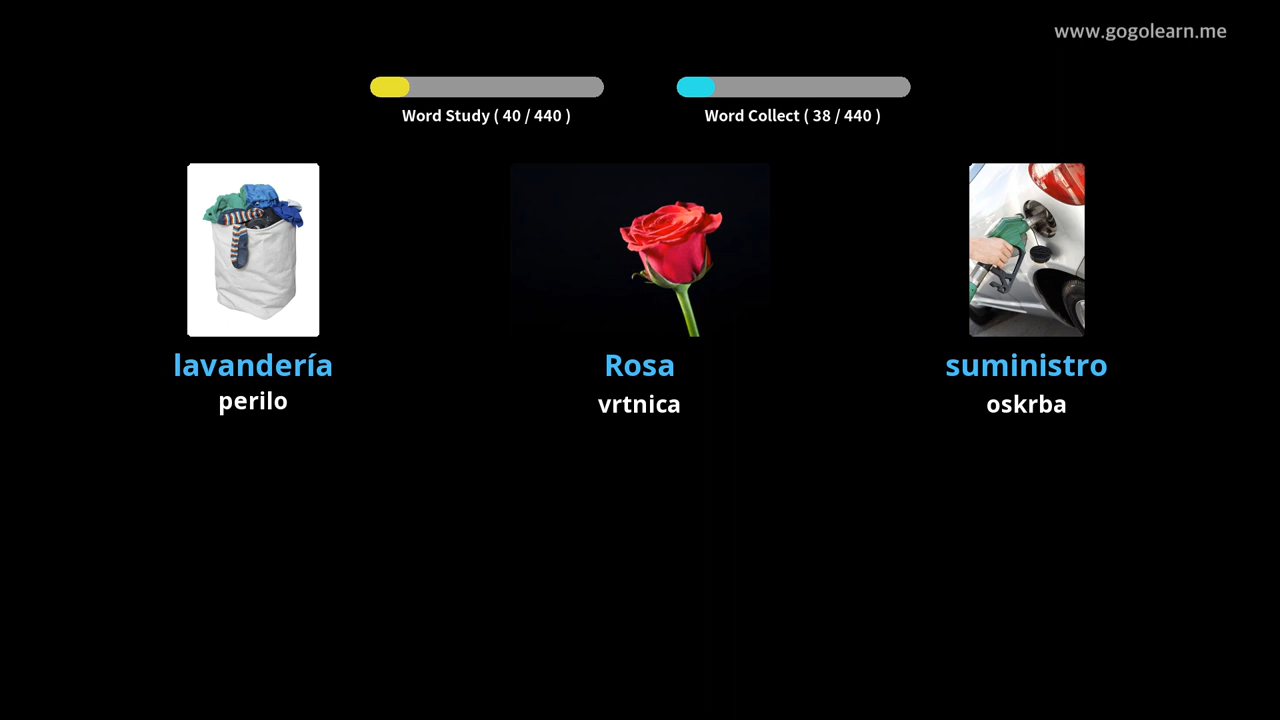 www.gogolearn.me
Word Study ( 40 / 440 )
Word Collect ( 38 / 440 )
lavandería
perilo
Rosa
vrtnica
suministro
oskrba